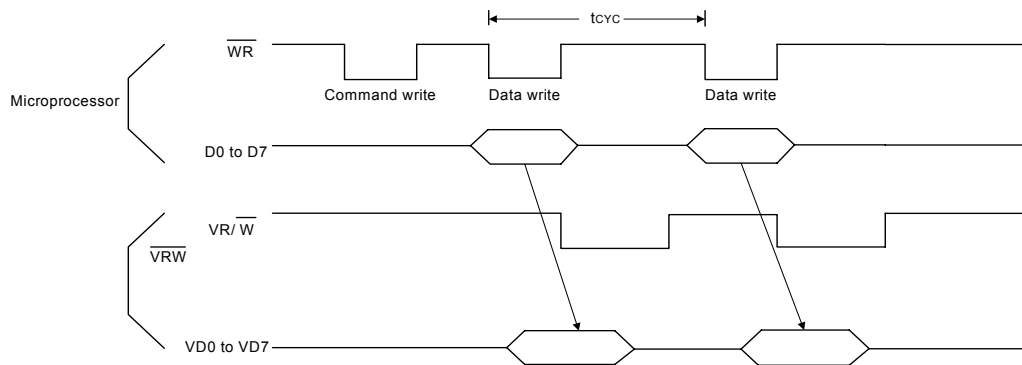 tCYC
WR
Command write
Data write
Data write
Microprocessor
D0 to D7
VR/ W
VRW
VD0 to VD7